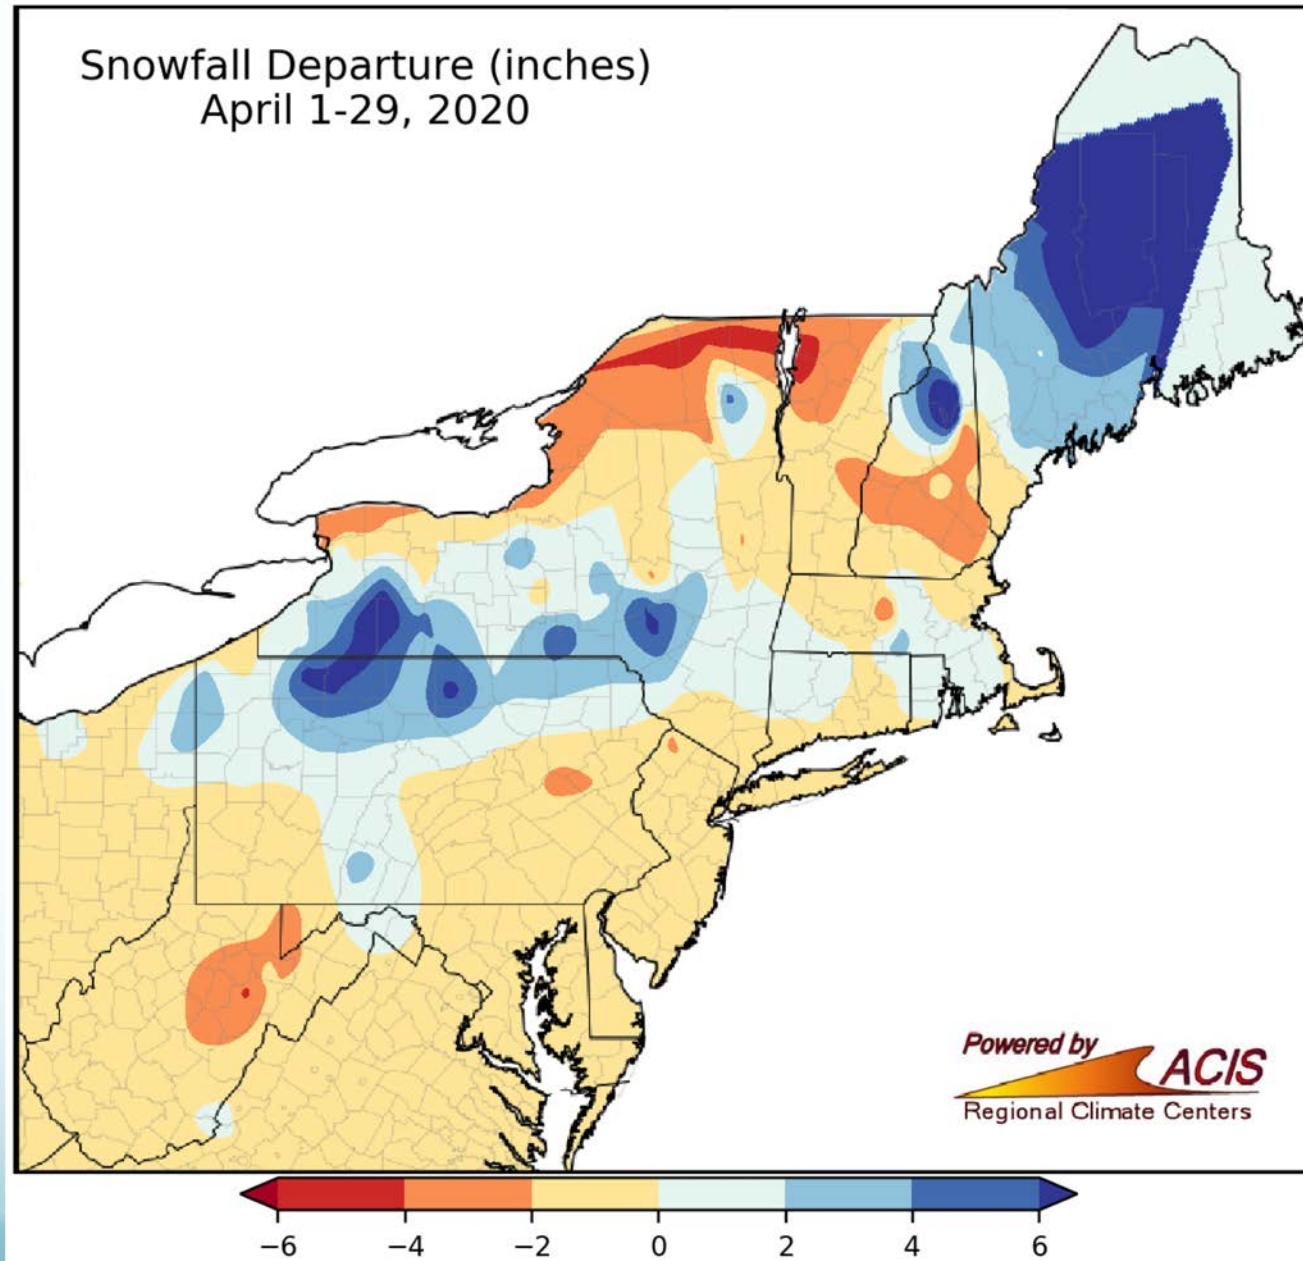 Snowfall Departure (inches)
April 1-29, 2020
Powered by
ACIS
Regional Climate Centers
−6 −4 −2 0 2 4 6